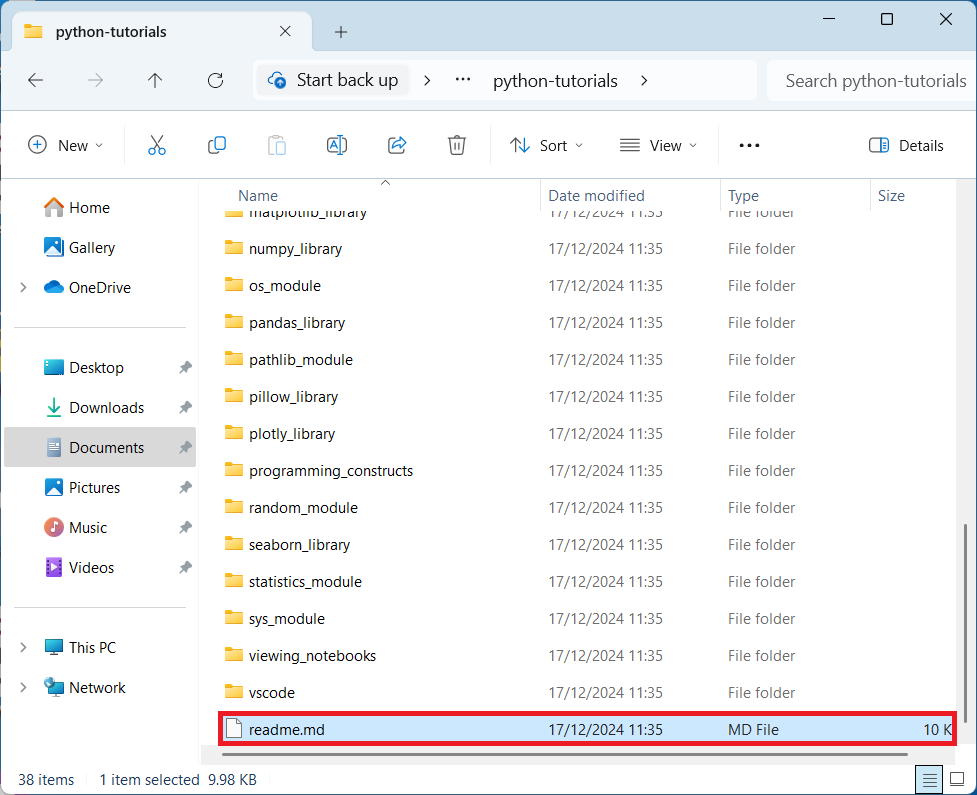 python-tutorials
Start back up
python-tutorials
Search python-tutorials
New
Sort
View
Details
Name Date modified Type Size
Home
Gallery
OneDrive
Desktop
Downloads
Documents
Pictures
Music
Videos
This PC
Network
matplotlib_library 17/12/2024 11:35 File folder
numpy_library 17/12/2024 11:35 File folder
os_module 17/12/2024 11:35 File folder
pandas_library 17/12/2024 11:35 File folder
pathlib_module 17/12/2024 11:35 File folder
pillow_library 17/12/2024 11:35 File folder
plotly_library 17/12/2024 11:35 File folder
programming_constructs 17/12/2024 11:35 File folder
random_module 17/12/2024 11:35 File folder
seaborn_library 17/12/2024 11:35 File folder
statistics_module 17/12/2024 11:35 File folder
sys_module 17/12/2024 11:35 File folder
viewing_notebooks 17/12/2024 11:35 File folder
vscode 17/12/2024 11:35 File folder
readme.md 17/12/2024 11:35 MD File 10 K
38 items 1 item selected 9.98 KB